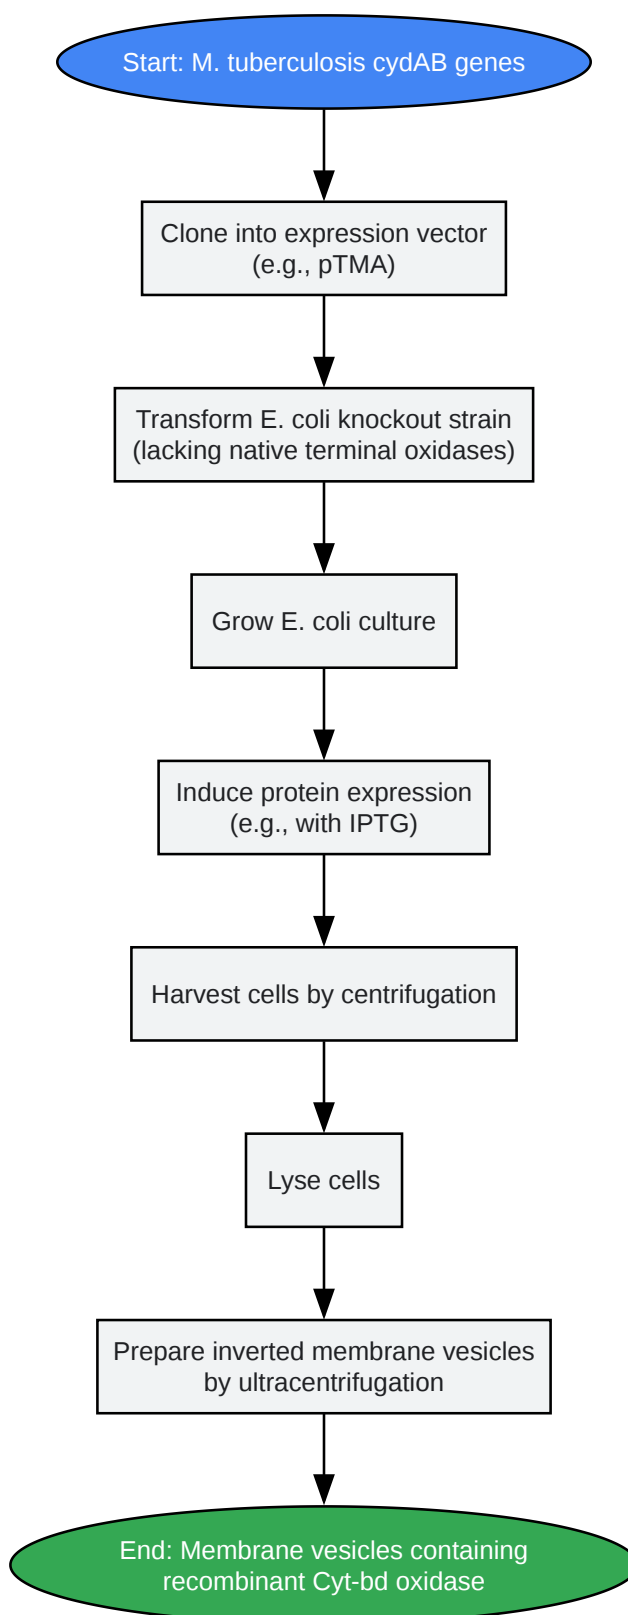 Start: M. tuberculosis cydAB genes
Clone into expression vector
(e.g., pTMA)
Transform E. coli knockout strain
(lacking native terminal oxidases)
Grow E. coli culture
Induce protein expression
(e.g., with IPTG)
Harvest cells by centrifugation
Lyse cells
Prepare inverted membrane vesicles
by ultracentrifugation
End: Membrane vesicles containing
recombinant Cyt-bd oxidase